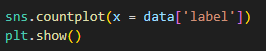 sns.countplot(x = data['label'])
plt.show()